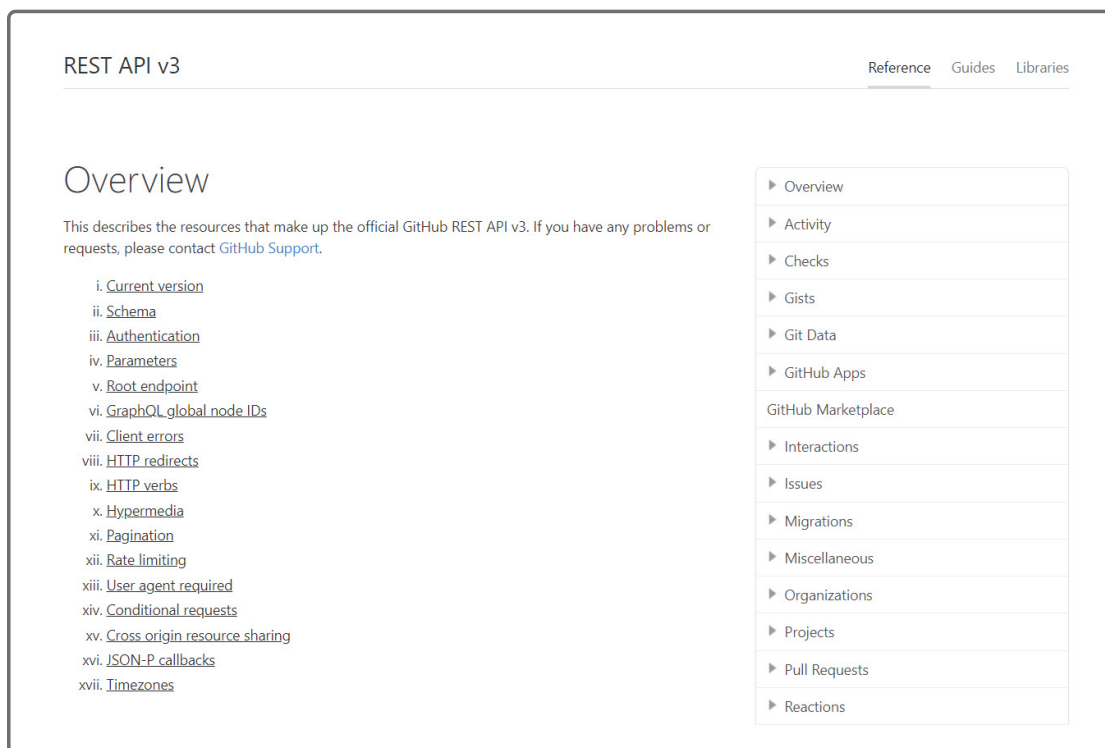 REST API v3
Reference Guides Libraries
Overview
This describes the resources that make up the official GitHub REST API v3. If you have any problems or
requests, please contact GitHub Support.
i. Current version
ii. Schema
iii. Authentication
iv. Parameters
v. Root endpoint
vi. GraphQL global node IDs
vii. Client errors
viii. HTTP redirects
ix. HTTP verbs
x. Hypermedia
xi. Pagination
xii. Rate limiting
xiii. User agent required
xiv. Conditional requests
xv. Cross origin resource sharing
xvi. JSON-P callbacks
xvii. Timezones
Overview
Activity
Checks
Gists
Git Data
GitHub Apps
GitHub Marketplace
Interactions
Issues
Migrations
Miscellaneous
Organizations
Projects
Pull Requests
Reactions